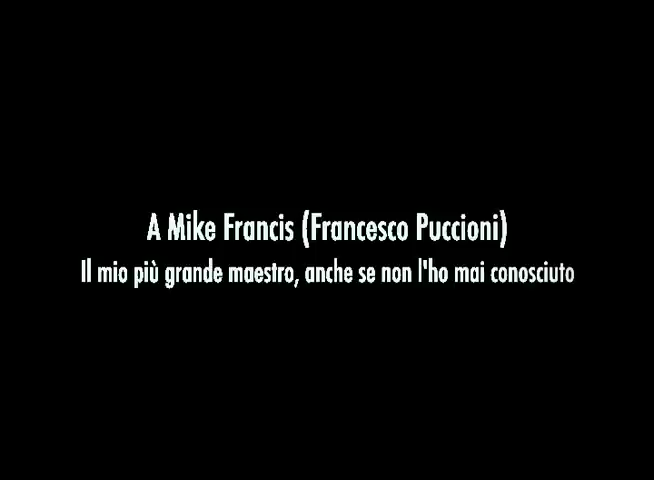 A Mike Francis (Francesco Puccioni)
Il mio più grande maestro, anche se non l'ho mai conosciuto